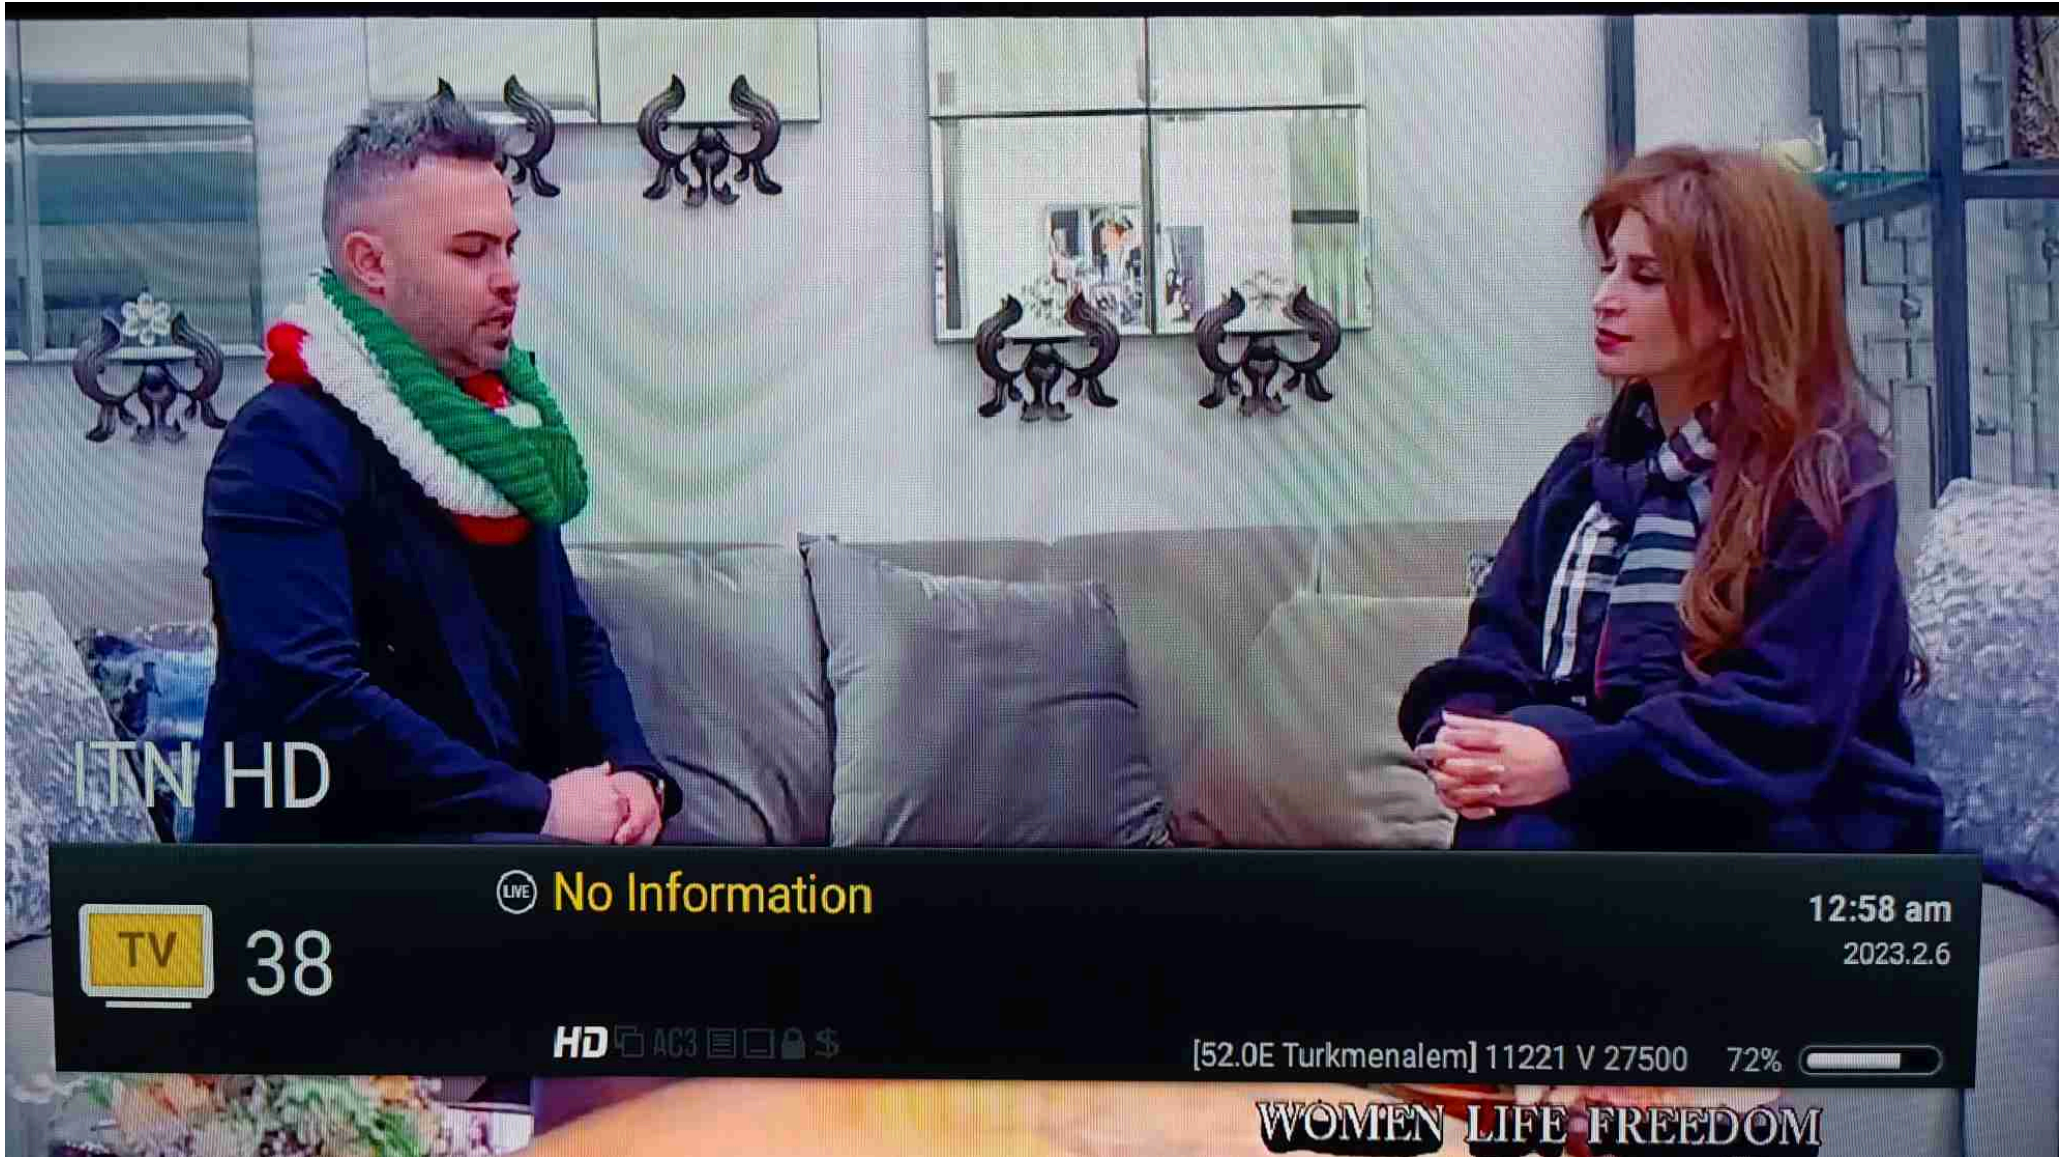 ITN HD
LIVE No Information
TV 38
12:58 am
2023.2.6
HD AC3 $
[52.0E Turkmenalem] 11221 V 27500 72%
WOMEN LIFE FREEDOM